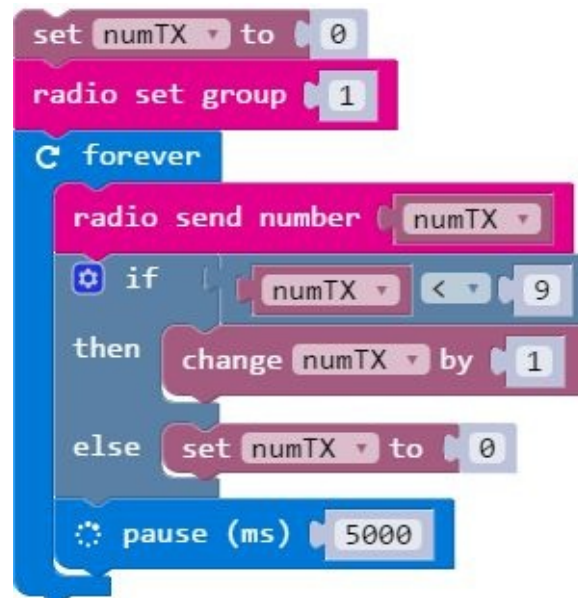 set numTX to 0
radio set group 1
forever
radio send number numTX
if numTX < 9
then change numTX by 1
else set numTX to 0
pause (ms) 5000